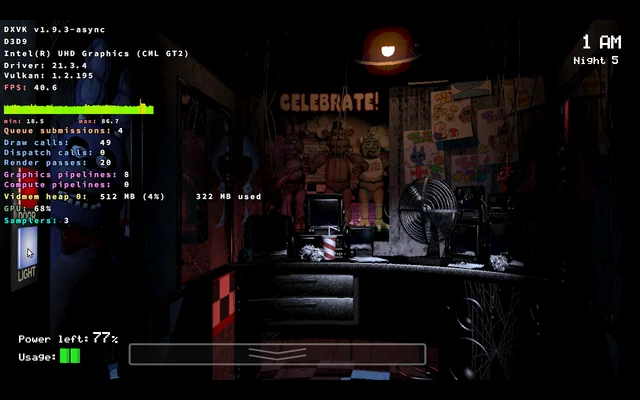 DXVK v1.9.3-async
D3D9
Intel(R) UHD Graphics (CML GT2)
Driver: 21.3.4
Vulkan: 1.2.195
FPS: 40.6
min: 18.5 max: 86.7
Queue submissions: 4
Draw calls: 49
Dispatch calls: 0
Render passes: 20
Graphics pipelines: 8
Compute pipelines: 0
Vidmem heap 0: 512 MB (4%) 322 MB used
GPU: 68%
Samplers: 3
1 AM
Night 5
CELEBRATE!
DOOR
LIGHT
Power left: 77%
Usage: